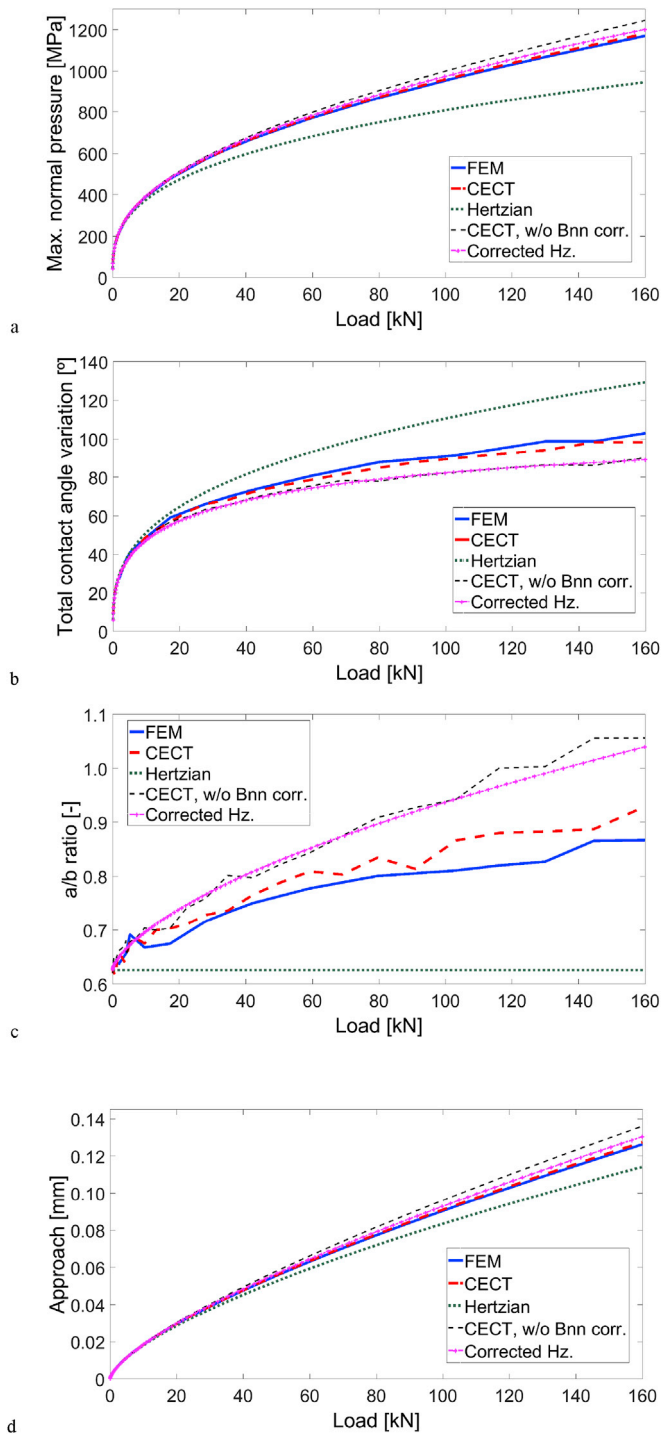 Max. normal pressure [MPa]
1200
1000
800
600
400
200
0
0 20 40 60 80 100 120 140 160
Load [kN]
FEM
CECT
Hertzian
CECT, w/o Bnn corr.
Corrected Hz.
a
Total contact angle variation [º]
140
120
100
80
60
40
20
0
0 20 40 60 80 100 120 140 160
Load [kN]
FEM
CECT
Hertzian
CECT, w/o Bnn corr.
Corrected Hz.
b
a/b ratio [-]
1.1
1.0
0.9
0.8
0.7
0.6
0 20 40 60 80 100 120 140 160
Load [kN]
FEM
CECT
Hertzian
CECT, w/o Bnn corr.
Corrected Hz.
c
Approach [mm]
0.14
0.12
0.10
0.08
0.06
0.04
0.02
0
0 20 40 60 80 100 120 140 160
Load [kN]
FEM
CECT
Hertzian
CECT, w/o Bnn corr.
Corrected Hz.
d